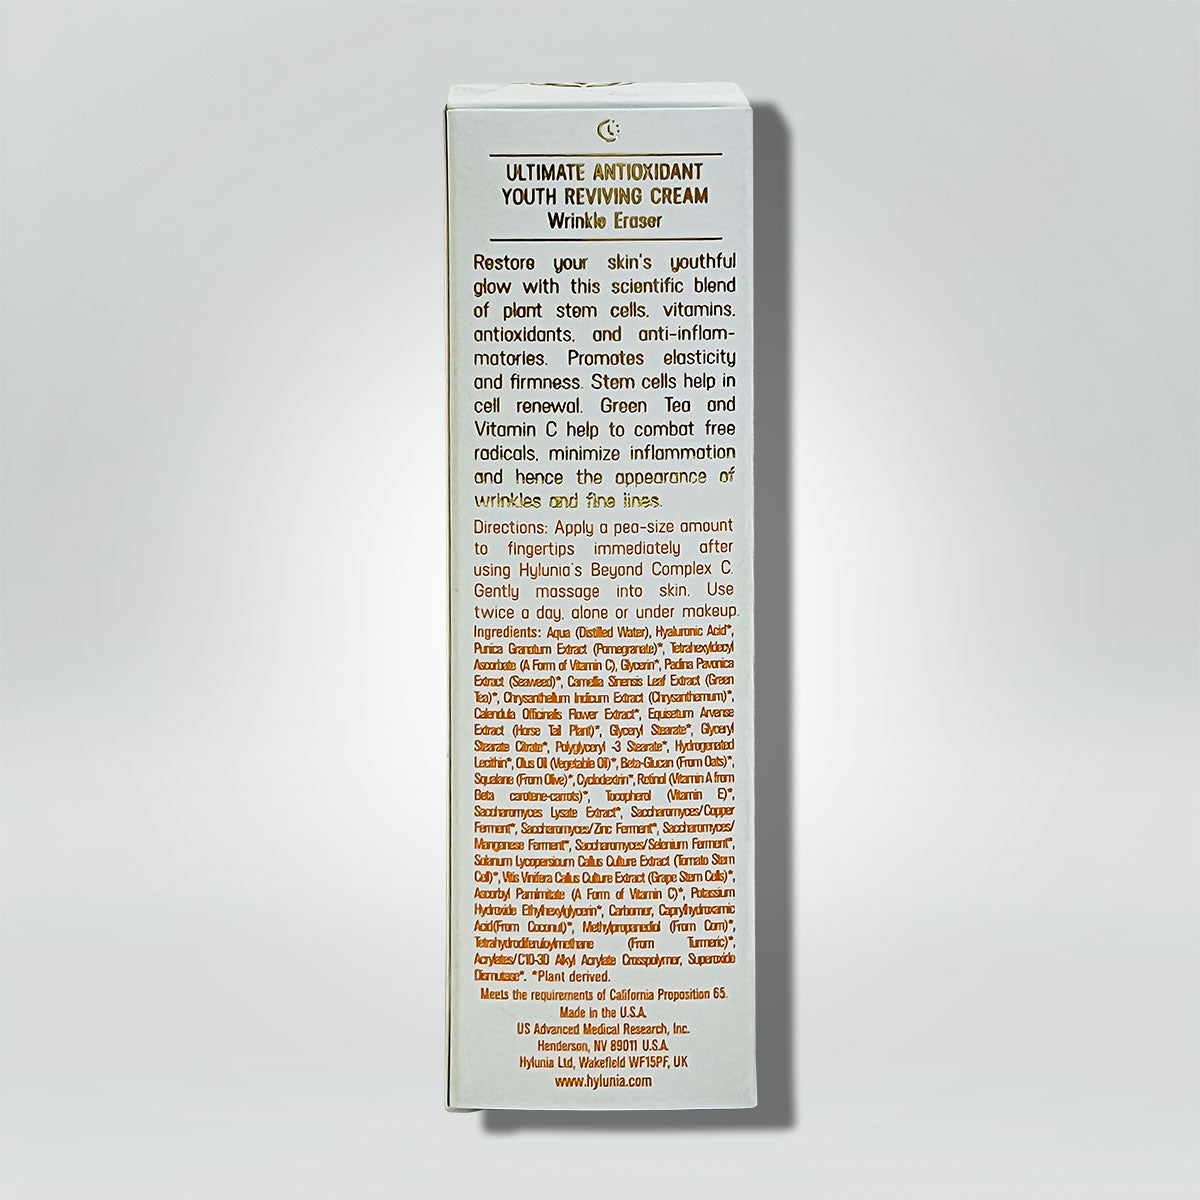 ULTIMATE ANTIOXIDANT
YOUTH REVIVING CREAM
Wrinkle Eraser
Restore your skin's youthful
glow with this scientific blend
of plant stem cells, vitamins,
antioxidants, and anti-inflam-
matories. Promotes elasticity
and firmness. Stem cells help in
cell renewal. Green Tea and
Vitamin C help to combat free
radicals, minimize inflammation
and hence the appearance of
wrinkles and fine lines.
Directions: Apply a pea-size amount
to fingertips immediately after
using Hylunia's Beyond Complex C.
Gently massage into skin. Use
twice a day, alone or under makeup.
Ingredients: Aqua (Distilled Water), Hyaluronic Acid*,
Punica Granatum Extract (Pomegranate)*, Tetrahexyldecyl
Ascorbate (A Form of Vitamin C), Glycerin*, Padina Pavonica
Extract (Seaweed)*, Camellia Sinensis Leaf Extract (Green
Tea)*, Chrysanthellum Indicum Extract (Chrysanthemum)*,
Calendula Officinalis Flower Extract*, Equisetum Arvense
Extract (Horse Tail Plant)*, Glyceryl Stearate*, Glyceryl
Stearate Citrate*, Polyglyceryl -3 Stearate*, Hydrogenated
Lecithin*, Olus Oil (Vegetable Oil)*, Beta-Glucan (From Oats)*,
Squalane (From Olive)*, Cyclodextrin*, Retinol (Vitamin A from
Beta carotene-carrots)*, Tocopherol (Vitamin E)*,
Saccharomyces Lysate Extract*, Saccharomyces/Copper
Ferment*, Saccharomyces/Zinc Ferment*, Saccharomyces/
Manganese Ferment*, Saccharomyces/Selenium Ferment*,
Solanum Lycopersicum Callus Culture Extract (Tomato Stem
Cell)*, Vitis Vinifera Callus Culture Extract (Grape Stem Cells)*,
Ascorbyl (A Form of Vitamin C)*, Potassium
Hydroxide Ethylhexylglycerin*, Carbomer, Caprylhydroxamic
Acid(From Coconut)*, Methylpropanediol (From Corn)*,
Tetrahydrodiferuloylmethane (From Turmeric)*,
Acrylates/C10-30 Alkyl Acrylate Crosspolymer, Superoxide
Dismutase*. *Plant derived.
Meets the requirements of California Proposition 65.
Made in the U.S.A.
US Advanced Medical Research, Inc.
Henderson, NV 89011 U.S.A.
Hylunia Ltd, Wakefield WF15PF, UK
www.hylunia.com